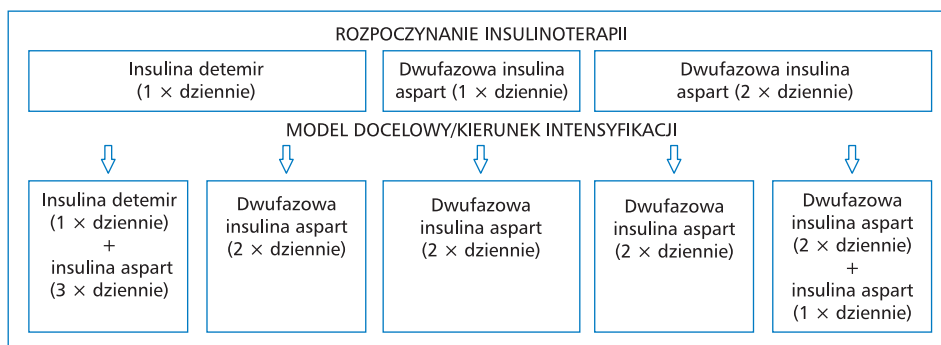 ROZPOCZYNANIE INSULINOTERAPII
Insulina detemir
(1 × dziennie)
Dwufazowa insulina
aspart (1 × dziennie)
Dwufazowa insulina
aspart (2 × dziennie)
MODEL DOCELOWY/KIERUNEK INTENSYFIKACJI
Insulina detemir
(1 × dziennie)
+
insulina aspart
(3 × dziennie)
Dwufazowa
insulina aspart
(2 × dziennie)
Dwufazowa
insulina aspart
(2 × dziennie)
Dwufazowa
insulina aspart
(2 × dziennie)
Dwufazowa
insulina aspart
(2 × dziennie)
+
insulina aspart
(1 × dziennie)